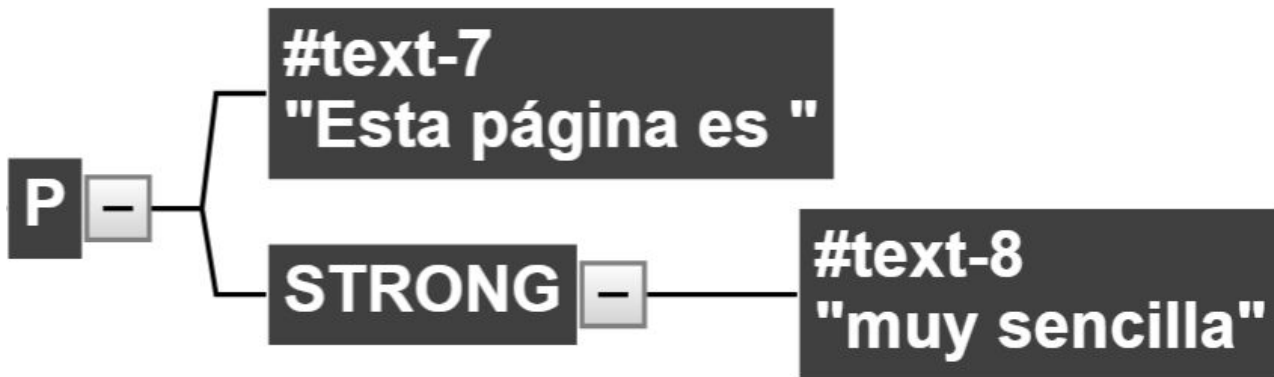 #text-7
"Esta página es "
P
STRONG
#text-8
"muy sencilla"